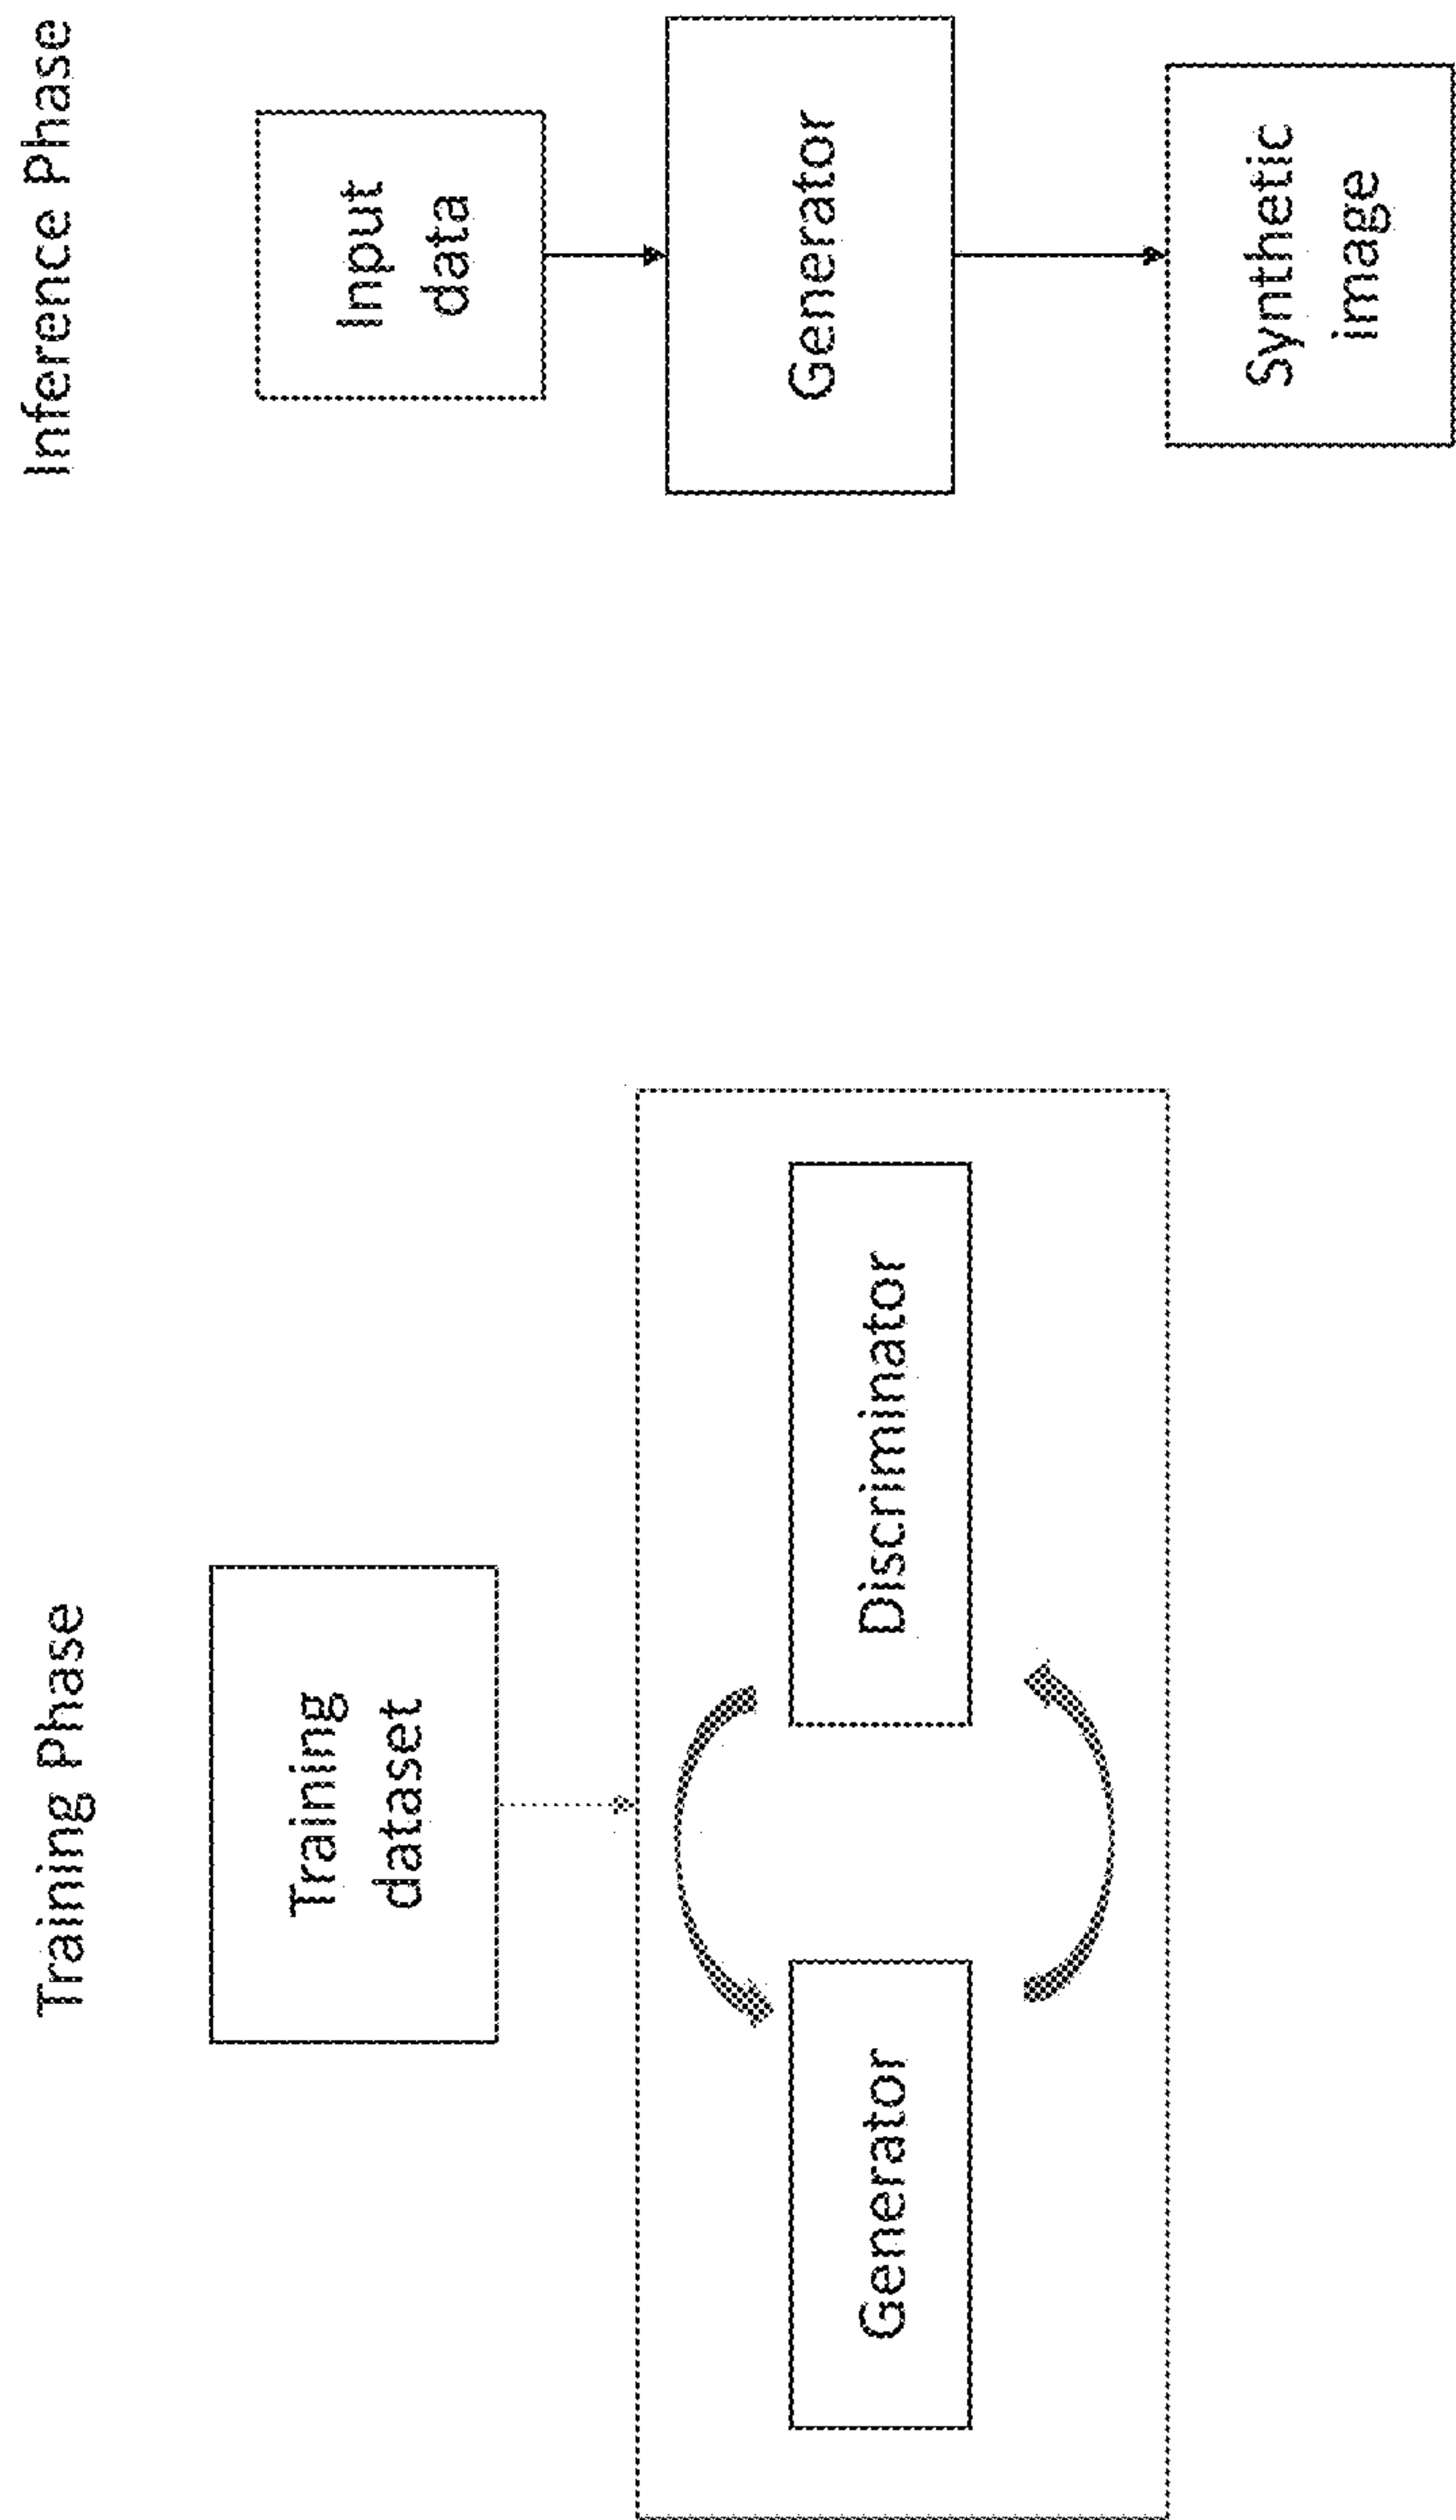 Training Phase
Training
dataset
Generator
Discriminator
Inference Phase
Input
data
Generator
Synthetic
image